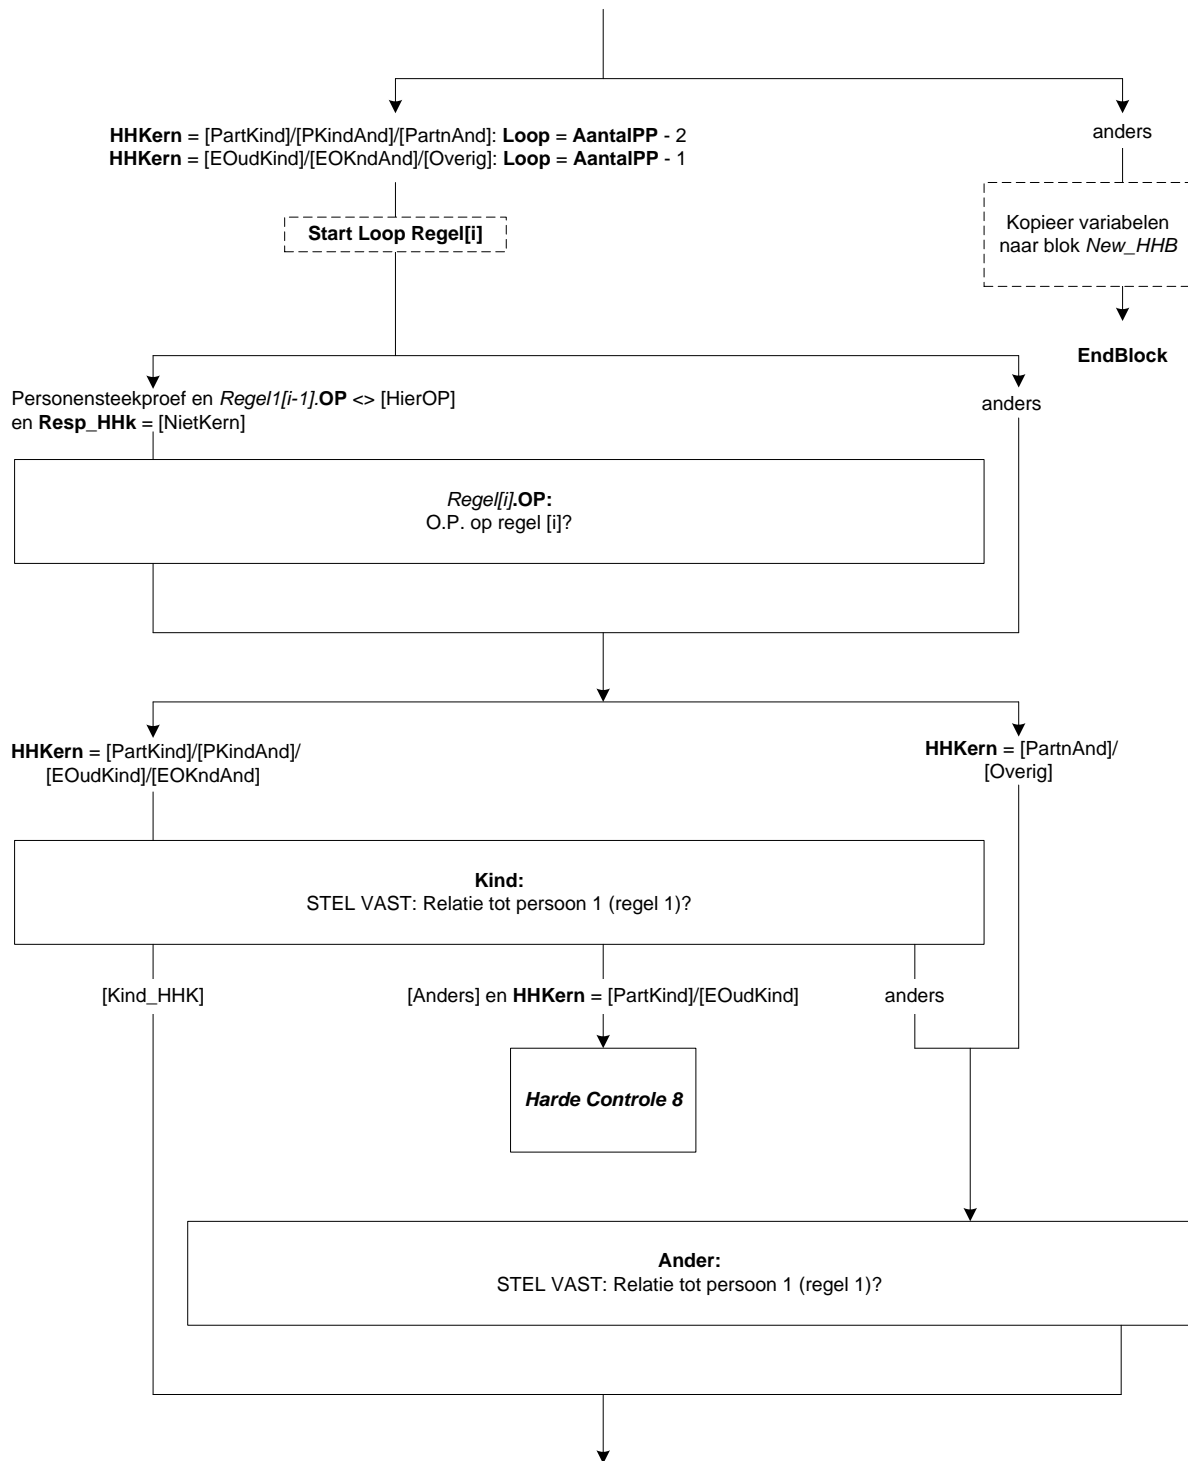 HHKern = [PartKind]/[PKindAnd]/[PartnAnd]: Loop = AantalPP - 2
HHKern = [EOudKind]/[EOKndAnd]/[Overig]: Loop = AantalPP - 1
anders
Start Loop Regel[i]
Kopieer variabelen
naar blok New_HHB
EndBlock
Personensteekproef en Regel1[i-1].OP <> [HierOP]
en Resp_HHk = [NietKern]
anders
Regel[i].OP:
O.P. op regel [i]?
HHKern = [PartKind]/[PKindAnd]/
[EOudKind]/[EOKndAnd]
HHKern = [PartnAnd]/
[Overig]
Kind:
STEL VAST: Relatie tot persoon 1 (regel 1)?
[Kind_HHK]
[Anders] en HHKern = [PartKind]/[EOudKind]
anders
Harde Controle 8
Ander:
STEL VAST: Relatie tot persoon 1 (regel 1)?